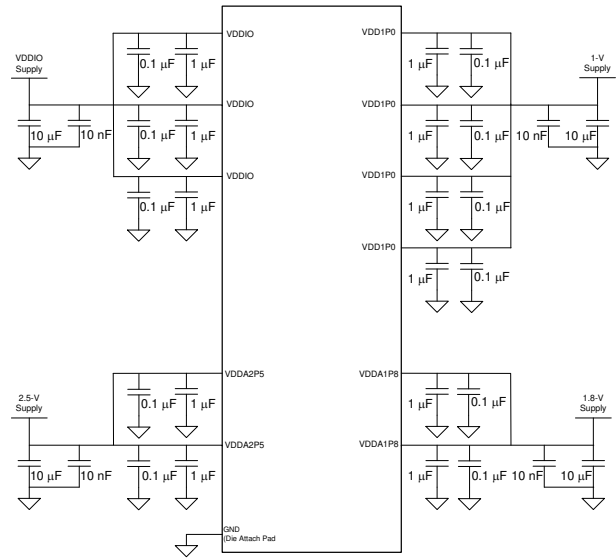 VDDIO
Supply
VDDIO
0.1 µF
1 µF
VDDIO
10 µF
10 nF
0.1 µF
1 µF
VDDIO
0.1 µF
1 µF
2.5-V
Supply
VDDA2P5
0.1 µF
1 µF
VDDA2P5
10 µF
10 nF
0.1 µF
1 µF
GND
(Die Attach Pad
VDD1P0
1 µF
0.1 µF
1-V
Supply
VDD1P0
1 µF
0.1 µF
10 nF
10 µF
VDD1P0
1 µF
0.1 µF
VDD1P0
1 µF
0.1 µF
VDDA1P8
1 µF
0.1 µF
1.8-V
Supply
VDDA1P8
1 µF
0.1 µF
10 nF
10 µF